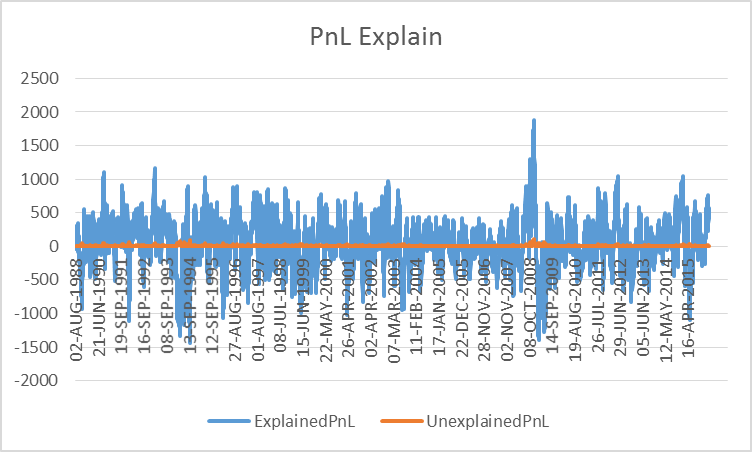 PnL Explain
2500
2000
1500
1000
500
0
-500
-1000
-1500
-2000
02-AUG-1988
21-JUN-1990
19-SEP-1991
16-SEP-1992
08-SEP-1993
13-SEP-1994
12-SEP-1995
27-AUG-1996
01-AUG-1997
08-JUL-1998
15-JUN-1999
22-MAY-2000
26-APR-2001
02-APR-2002
07-MAR-2003
11-FEB-2004
17-JAN-2005
22-DEC-2005
28-NOV-2006
02-NOV-2007
08-OCT-2008
14-SEP-2009
19-AUG-2010
26-JUL-2011
29-JUN-2012
05-JUN-2013
12-MAY-2014
16-APR-2015
ExplainedPnL UnexplainedPnL